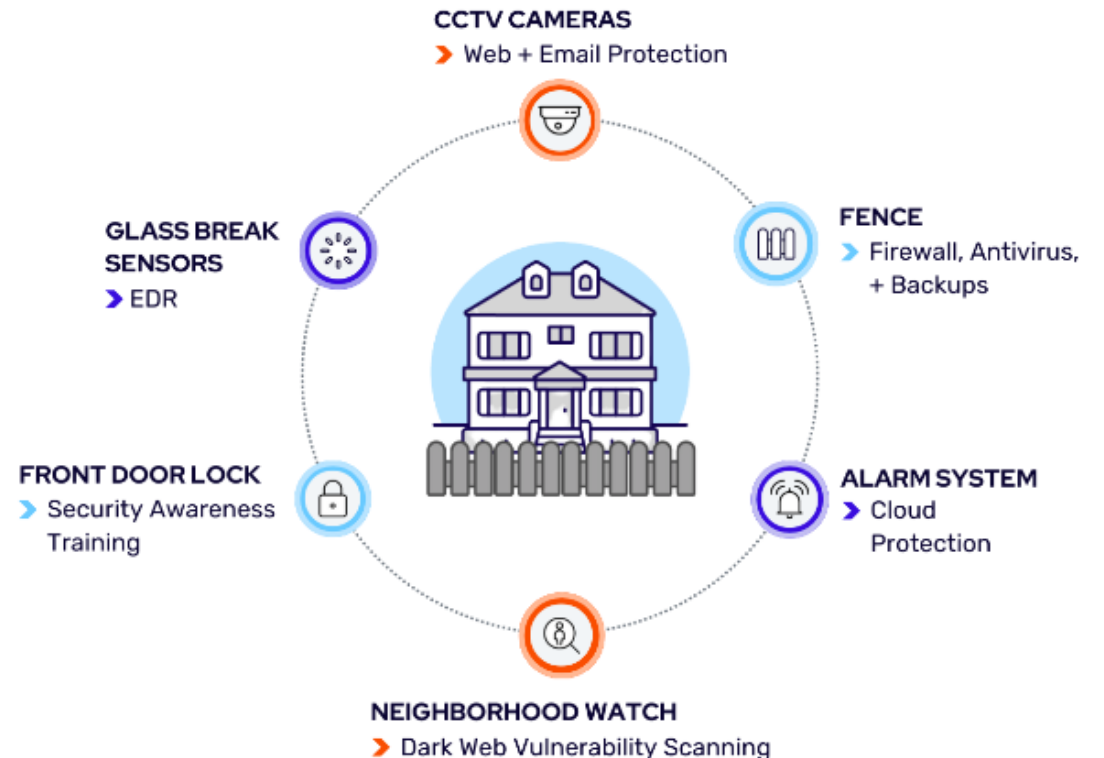 CCTV CAMERAS
Web + Email Protection
FENCE
Firewall, Antivirus,
+ Backups
ALARM SYSTEM
Cloud
Protection
NEIGHBORHOOD WATCH
Dark Web Vulnerability Scanning
FRONT DOOR LOCK
Security Awareness
Training
GLASS BREAK
SENSORS
EDR